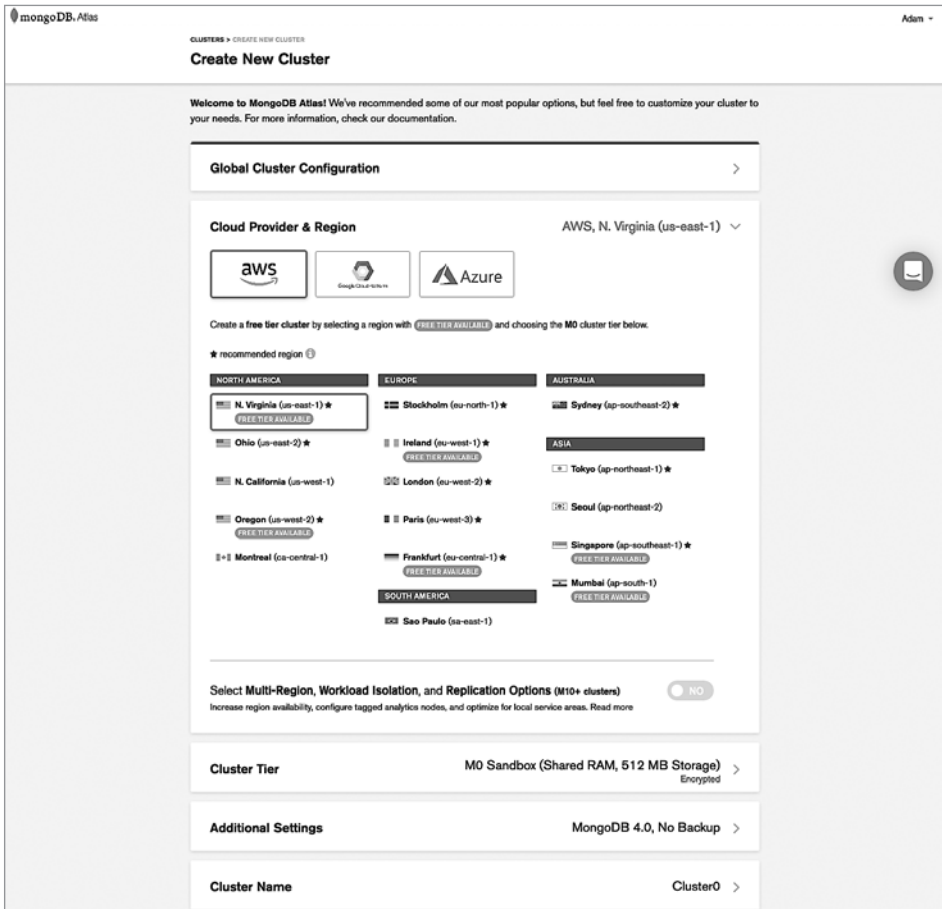 mongoDB. Atlas
Adam
CLUSTERS > CREATE NEW CLUSTER
Create New Cluster
Welcome to MongoDB Atlas! We've recommended some of our most popular options, but feel free to customize your cluster to
your needs. For more information, check our documentation.
Global Cluster Configuration
Cloud Provider & Region
AWS, N. Virginia (us-east-1)
aws
Google Cloud Platform
Azure
Create a free tier cluster by selecting a region with FREE TIER AVAILABLE and choosing the M0 cluster tier below.
★ recommended region
NORTH AMERICA
N. Virginia (us-east-1) ★
FREE TIER AVAILABLE
Ohio (us-east-2) ★
N. California (us-west-1)
Oregon (us-west-2) ★
FREE TIER AVAILABLE
Montreal (ca-central-1)
EUROPE
Stockholm (eu-north-1) ★
Ireland (eu-west-1) ★
FREE TIER AVAILABLE
London (eu-west-2) ★
Paris (eu-west-3) ★
Frankfurt (eu-central-1) ★
FREE TIER AVAILABLE
SOUTH AMERICA
Sao Paulo (sa-east-1)
AUSTRALIA
Sydney (ap-southeast-2) ★
ASIA
Tokyo (ap-northeast-1) ★
Seoul (ap-northeast-2)
Singapore (ap-southeast-1) ★
FREE TIER AVAILABLE
Mumbai (ap-south-1)
FREE TIER AVAILABLE
Select Multi-Region, Workload Isolation, and Replication Options (M10+ clusters)
NO
Increase region availability, configure tagged analytics nodes, and optimize for local service areas. Read more
Cluster Tier
M0 Sandbox (Shared RAM, 512 MB Storage)
Encrypted
Additional Settings
MongoDB 4.0, No Backup
Cluster Name
Cluster0